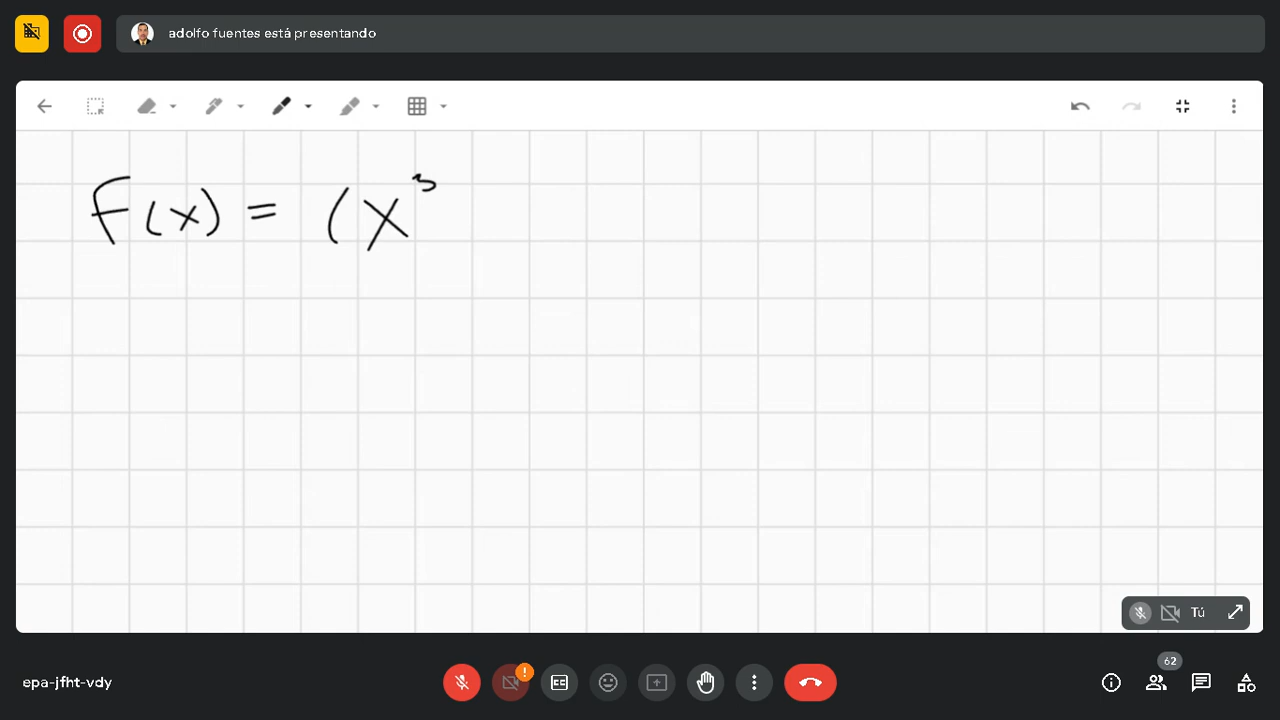 adolfo fuentes está presentando
F(x) = (x³
Tú
62
epa-jfht-vdy